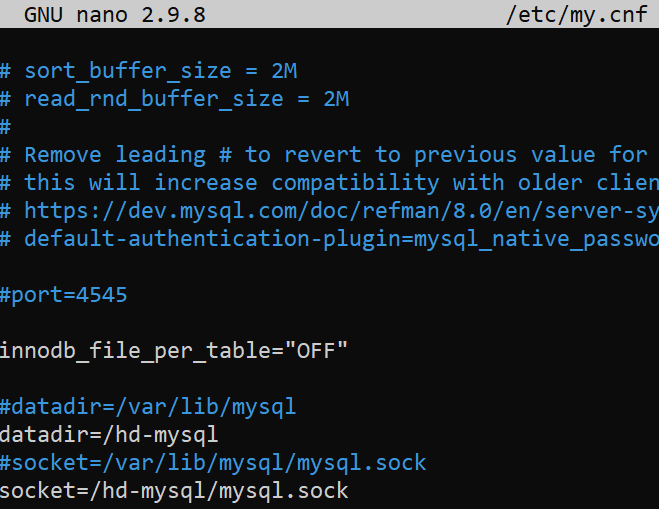 GNU nano 2.9.8 /etc/my.cnf
# sort_buffer_size = 2M
# read_rnd_buffer_size = 2M
#
# Remove leading # to revert to previous value for
# this will increase compatibility with older clien
# https://dev.mysql.com/doc/refman/8.0/en/server-sy
# default-authentication-plugin=mysql_native_passwo
#port=4545
innodb_file_per_table="OFF"
#datadir=/var/lib/mysql
datadir=/hd-mysql
#socket=/var/lib/mysql/mysql.sock
socket=/hd-mysql/mysql.sock